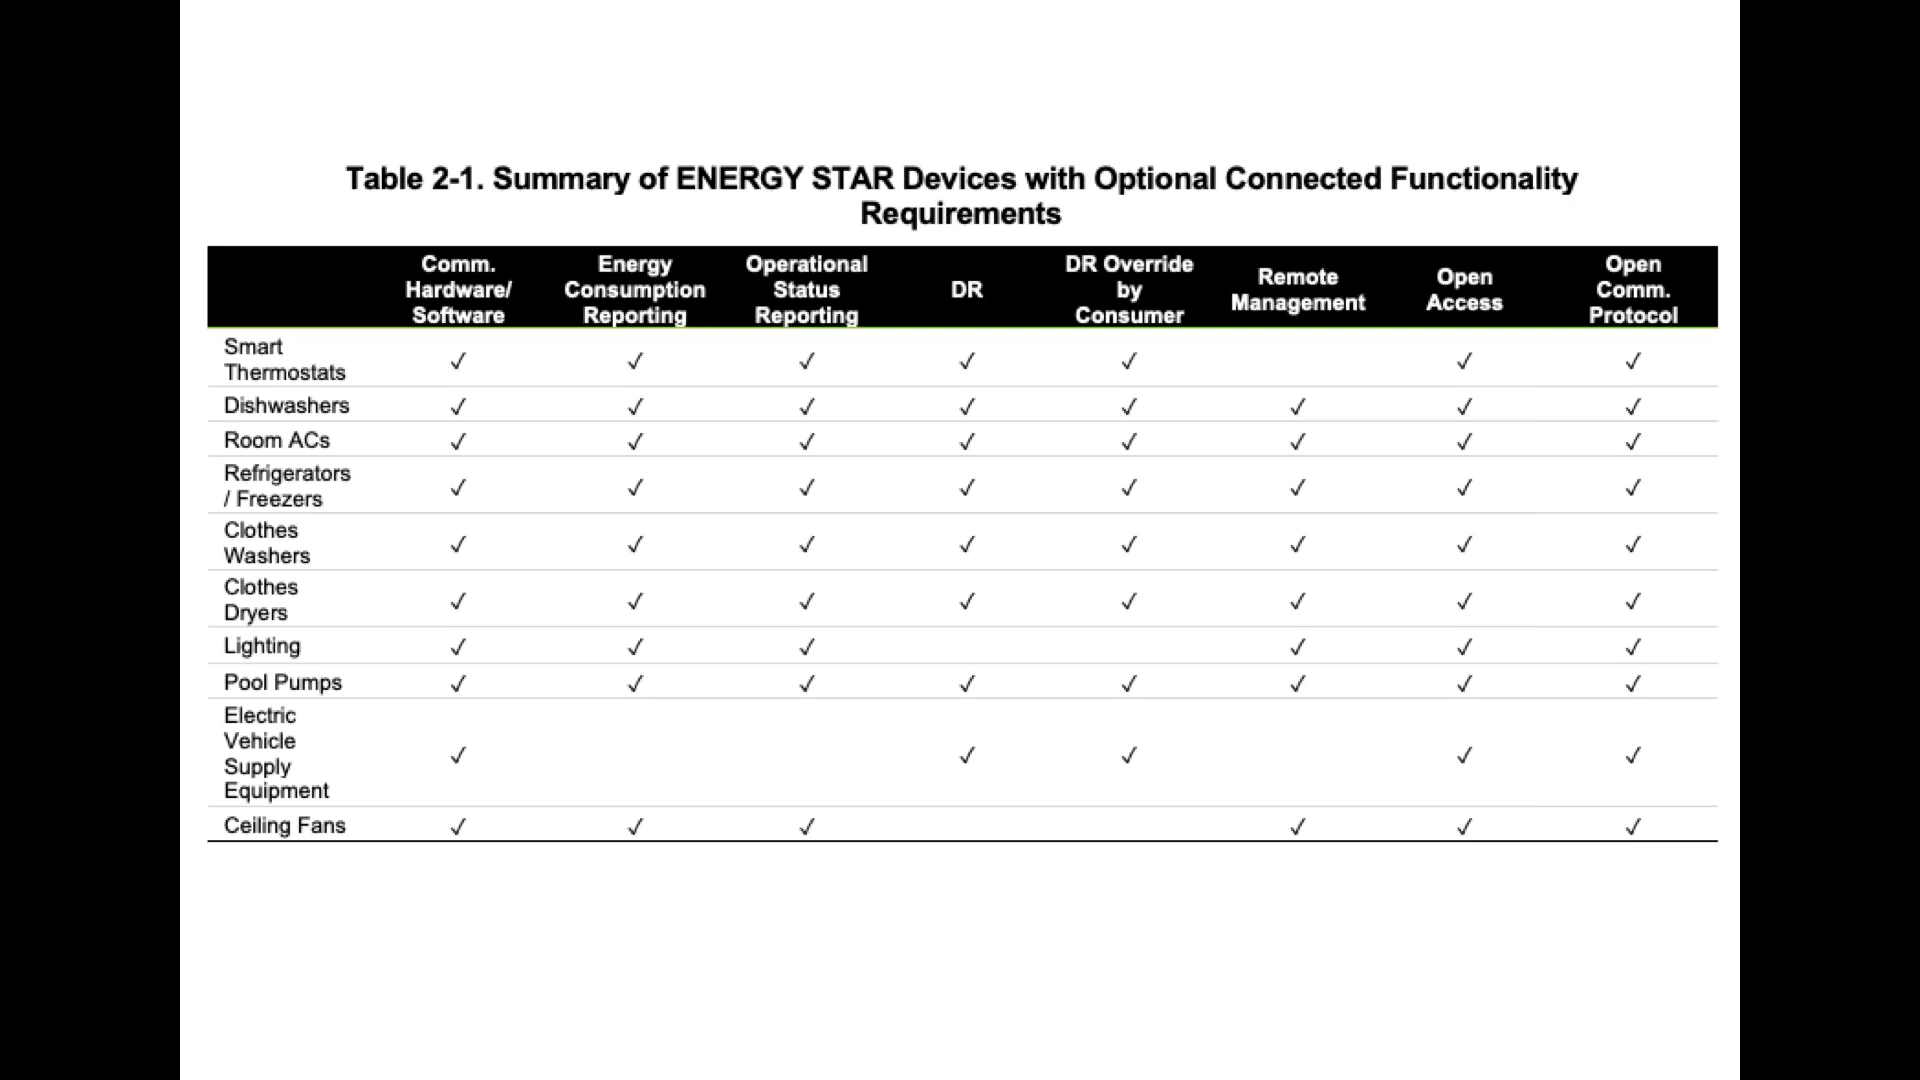 Table 2-1. Summary of ENERGY STAR Devices with Optional Connected Functionality
Requirements
Comm. Hardware/ Software
Energy Consumption Reporting
Operational Status Reporting
DR
DR Override by Consumer
Remote Management
Open Access
Open Comm. Protocol
Smart Thermostats ✓ ✓ ✓ ✓ ✓ ✓ ✓
Dishwashers ✓ ✓ ✓ ✓ ✓ ✓ ✓ ✓
Room ACs ✓ ✓ ✓ ✓ ✓ ✓ ✓ ✓
Refrigerators / Freezers ✓ ✓ ✓ ✓ ✓ ✓ ✓ ✓
Clothes Washers ✓ ✓ ✓ ✓ ✓ ✓ ✓ ✓
Clothes Dryers ✓ ✓ ✓ ✓ ✓ ✓ ✓ ✓
Lighting ✓ ✓ ✓ ✓ ✓ ✓
Pool Pumps ✓ ✓ ✓ ✓ ✓ ✓ ✓ ✓
Electric Vehicle Supply Equipment ✓ ✓ ✓ ✓ ✓
Ceiling Fans ✓ ✓ ✓ ✓ ✓ ✓